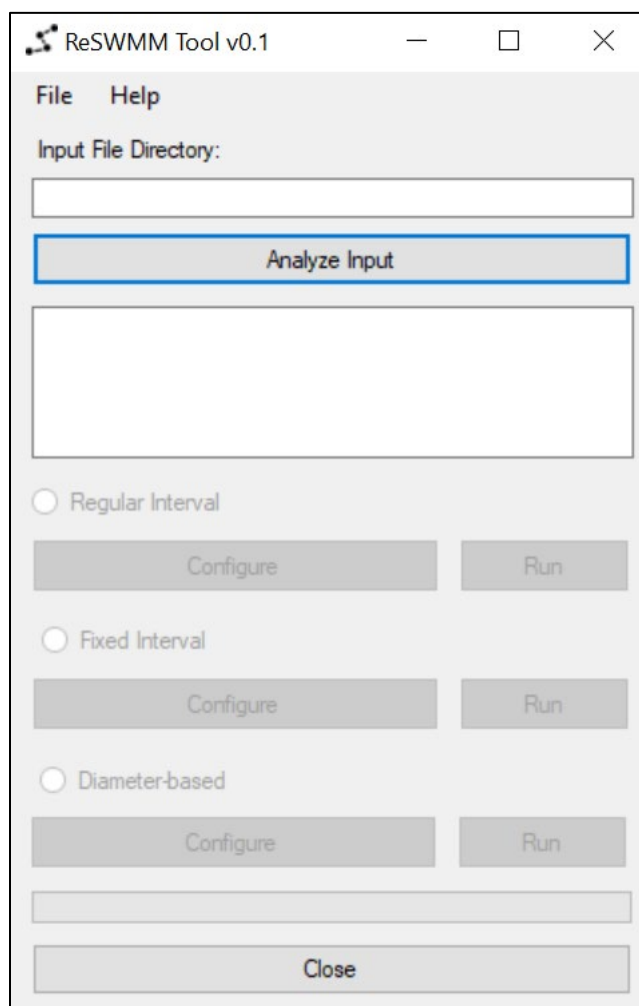 ReSWMM Tool v0.1
File Help
Input File Directory:
Analyze Input
Regular Interval
Configure Run
Fixed Interval
Configure Run
Diameter-based
Configure Run
Close